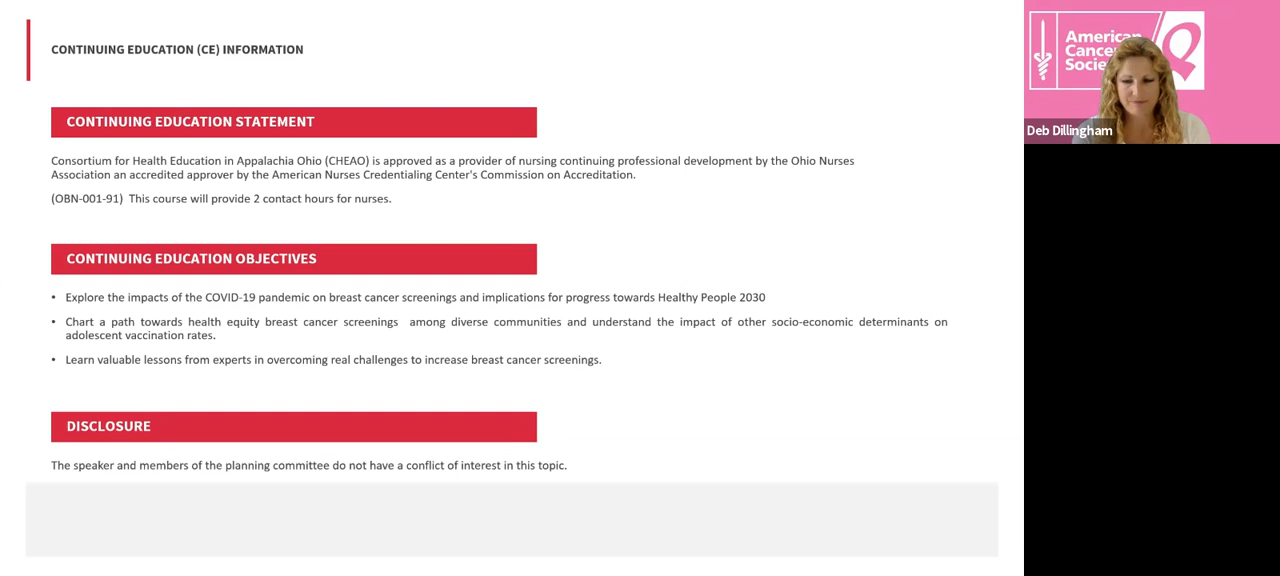 CONTINUING EDUCATION (CE) INFORMATION
CONTINUING EDUCATION STATEMENT
Consortium for Health Education in Appalachia Ohio (CHEAO) is approved as a provider of nursing continuing professional development by the Ohio Nurses
Association an accredited approver by the American Nurses Credentialing Center's Commission on Accreditation.
(OBN-001-91)  This course will provide 2 contact hours for nurses.
CONTINUING EDUCATION OBJECTIVES
• Explore the impacts of the COVID-19 pandemic on breast cancer screenings and implications for progress towards Healthy People 2030
• Chart a path towards health equity breast cancer screenings  among diverse communities and understand the impact of other socio-economic determinants on
adolescent vaccination rates.
• Learn valuable lessons from experts in overcoming real challenges to increase breast cancer screenings.
DISCLOSURE
The speaker and members of the planning committee do not have a conflict of interest in this topic.
American
Cancer
Socie
Deb Dillingham